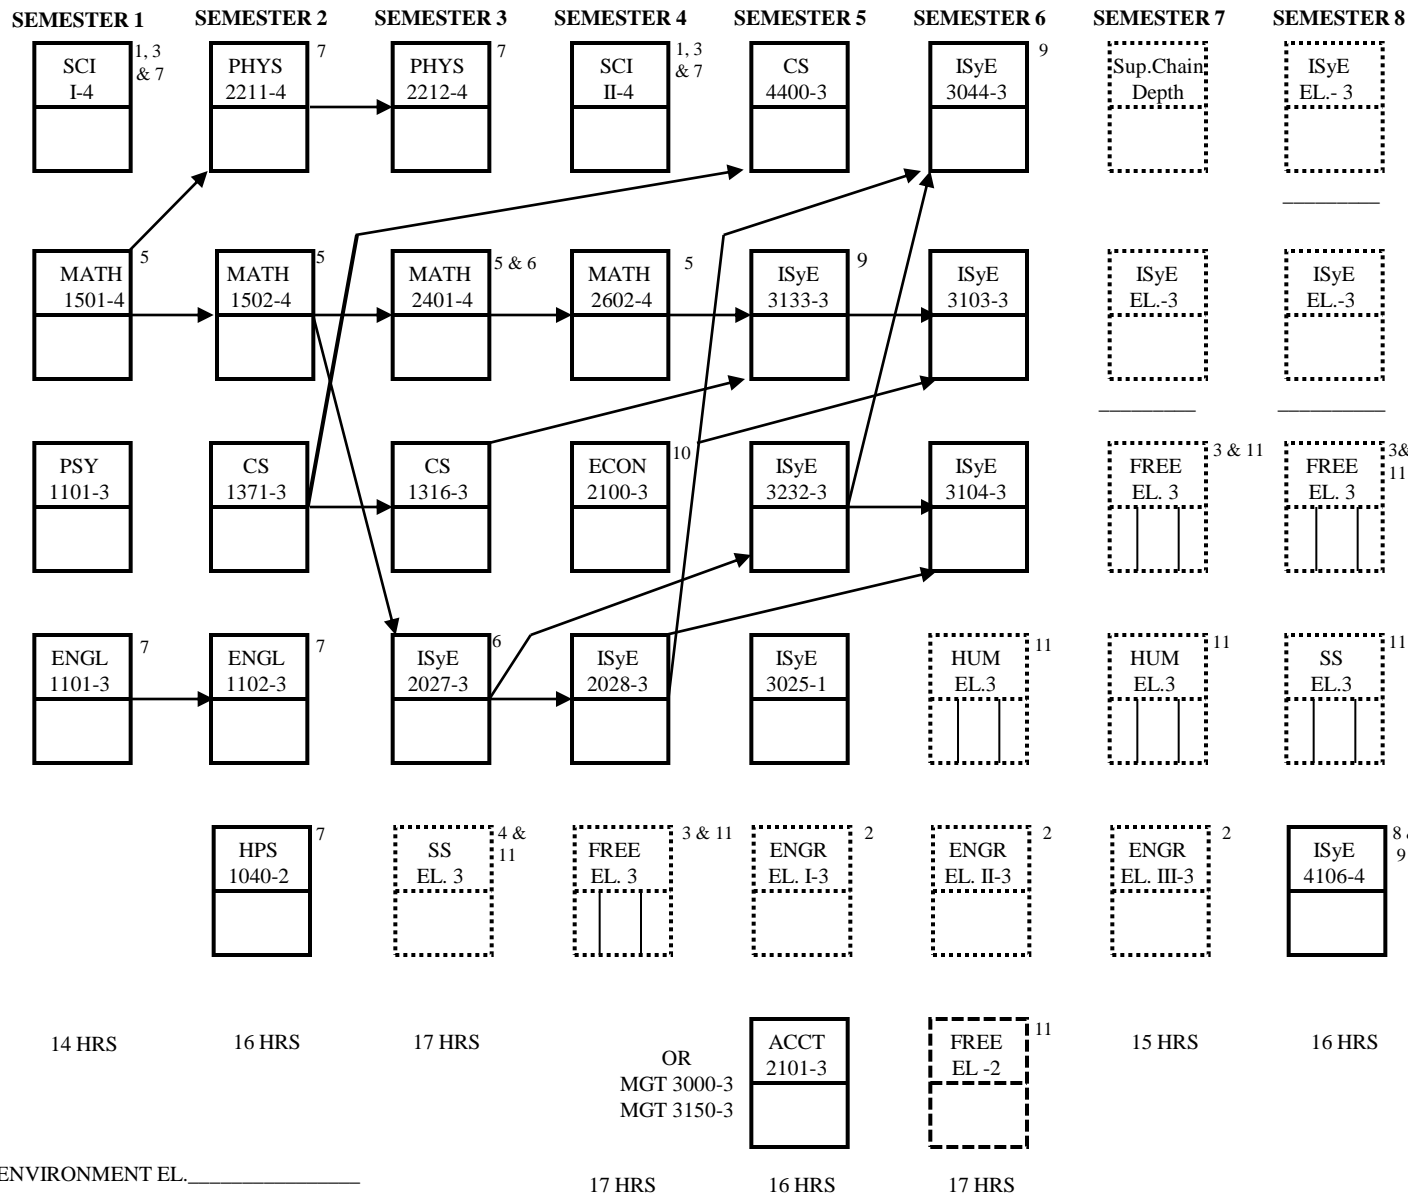 SEMESTER 1 SEMESTER 2 SEMESTER 3 SEMESTER 4 SEMESTER 5 SEMESTER 6 SEMESTER 7 SEMESTER 8
SCI 1, 3 PHYS 7 PHYS 7 SCI 1, 3 CS ISyE 9 Sup.Chain ISyE
I-4 & 7 2211-4 2212-4 II-4 & 7 4400-3 3044-3 Depth EL.- 3
_________
MATH 5 MATH 5 MATH 5 & 6 MATH 5 ISyE 9 ISyE ISyE ISyE
1501-4 1502-4 2401-4 2602-4 3133-3 3103-3 EL.-3 EL.-3
_________ __________
PSY CS CS ECON 10 ISyE ISyE FREE 3 & 11 FREE 3&
1101-3 1371-3 1316-3 2100-3 3232-3 3104-3 EL. 3 EL. 3 11
ENGL 7 ENGL 7 ISyE 6 ISyE ISyE HUM 11 HUM 11 SS 11
1101-3 1102-3 2027-3 2028-3 3025-1 EL.3 EL.3 EL.3
HPS 7 SS 4 & FREE 3 & 11 ENGR 2 ENGR 2 ENGR 2 ISyE 8 &
1040-2 EL. 3 11 EL. 3 EL. I-3 EL. II-3 EL. III-3 4106-4 9
14 HRS 16 HRS 17 HRS OR ACCT FREE 11 15 HRS 16 HRS
MGT 3000-3 2101-3 EL -2
MGT 3150-3
ENVIRONMENT EL.________________
17 HRS 16 HRS 17 HRS